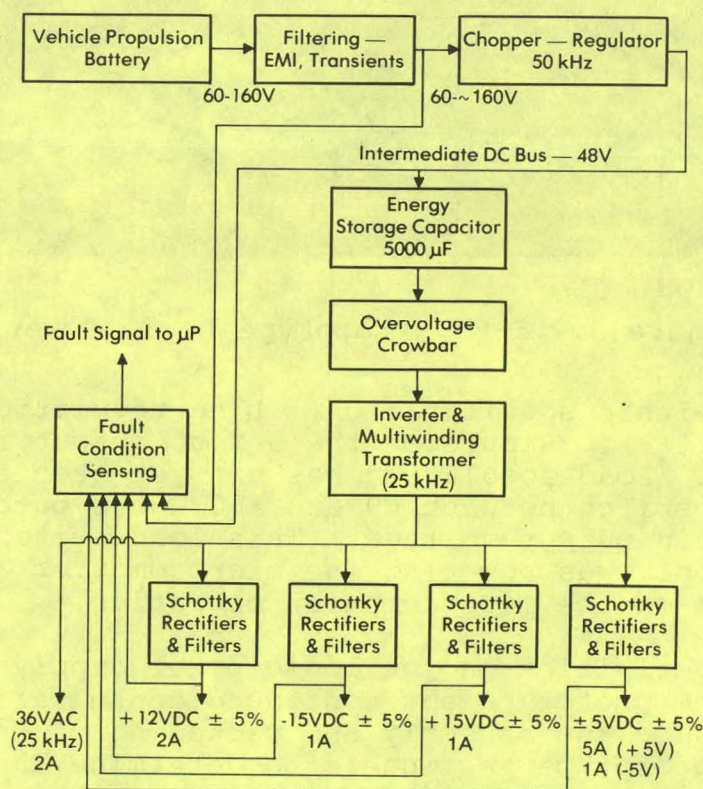 Vehicle Propulsion
Battery
Filtering —
EMI, Transients
Chopper — Regulator
50 kHz
60-160V
60-~160V
Intermediate DC Bus — 48V
Energy
Storage Capacitor
5000 µF
Overvoltage
Crowbar
Fault Signal to µP
Fault
Condition
Sensing
Inverter &
Multiwinding
Transformer
(25 kHz)
Schottky
Rectifiers
& Filters
Schottky
Rectifiers
& Filters
Schottky
Rectifiers
& Filters
Schottky
Rectifiers
& Filters
36VAC
(25 kHz)
2A
+12VDC ± 5%
2A
-15VDC ± 5%
1A
+15VDC ± 5%
1A
±5VDC ± 5%
5A (+5V)
1A (-5V)